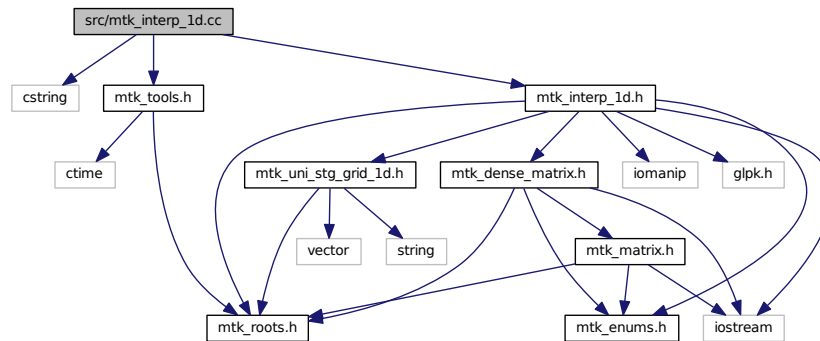 src/mtk_interp_1d.cc
cstring
mtk_tools.h
mtk_interp_1d.h
ctime
mtk_uni_stg_grid_1d.h
mtk_dense_matrix.h
iomanip
glpk.h
vector
string
mtk_matrix.h
mtk_roots.h
mtk_enums.h
iostream